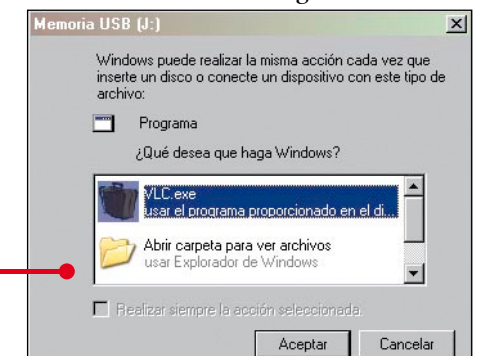 Memoria USB (J:)
Windows puede realizar la misma acción cada vez que
inserte un disco o conecte un dispositivo con este tipo de
archivo:
Programa
¿Qué desea que haga Windows?
VLC.exe
usar el programa proporcionado en el di...
Abrir carpeta para ver archivos
usar Explorador de Windows
Realizar siempre la acción seleccionada.
Aceptar Cancelar